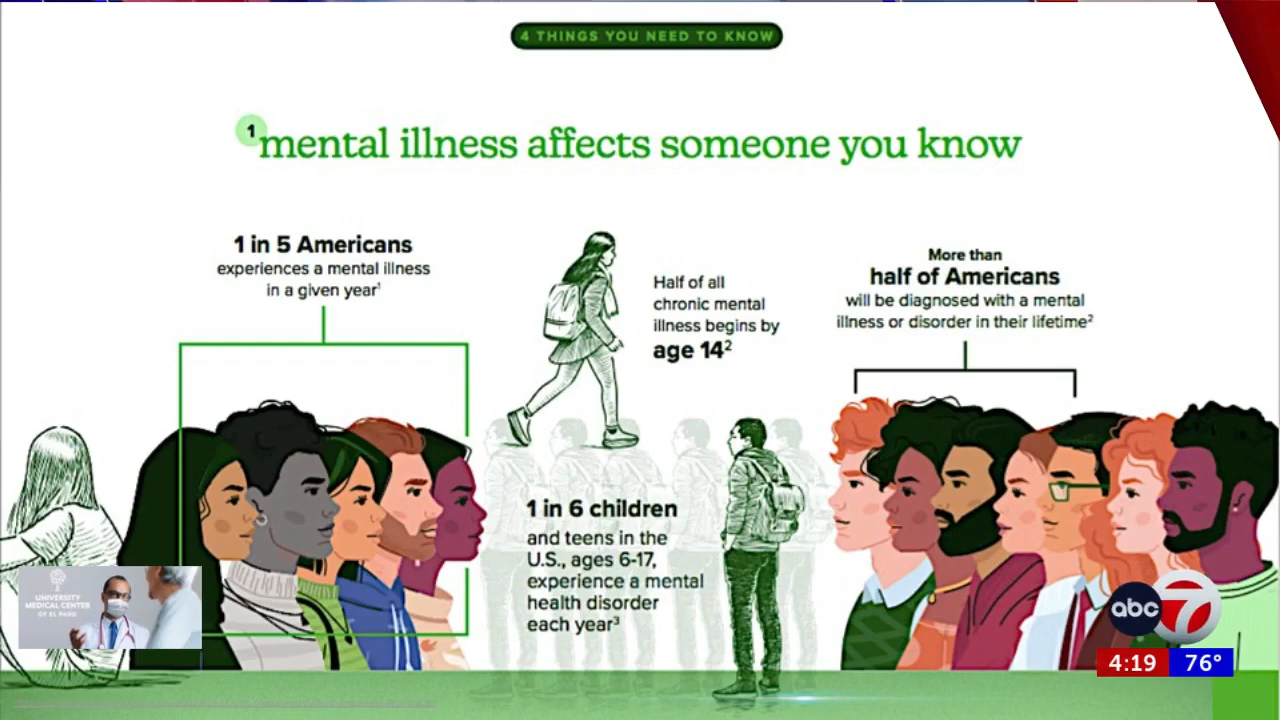 4 THINGS YOU NEED TO KNOW
1 mental illness affects someone you know
1 in 5 Americans
experiences a mental illness
in a given year¹
Half of all
chronic mental
illness begins by
age 14²
More than
half of Americans
will be diagnosed with a mental
illness or disorder in their lifetime²
1 in 6 children
and teens in the
U.S., ages 6-17,
experience a mental
health disorder
each year³
UNIVERSITY
MEDICAL CENTER
OF EL PASO
abc 7
4:19 76°